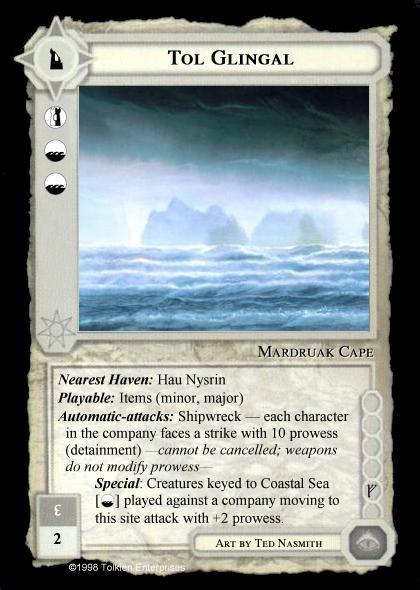 Tol Glingal
Mardruak Cape
Nearest Haven: Hau Nysrin
Playable: Items (minor, major)
Automatic-attacks: Shipwreck — each character
in the company faces a strike with 10 prowess
(detainment) —cannot be cancelled; weapons
do not modify prowess—
Special: Creatures keyed to Coastal Sea
[ ] played against a company moving to
this site attack with +2 prowess.
ε
2
Art by Ted Nasmith
©1998 Tolkien Enterprises